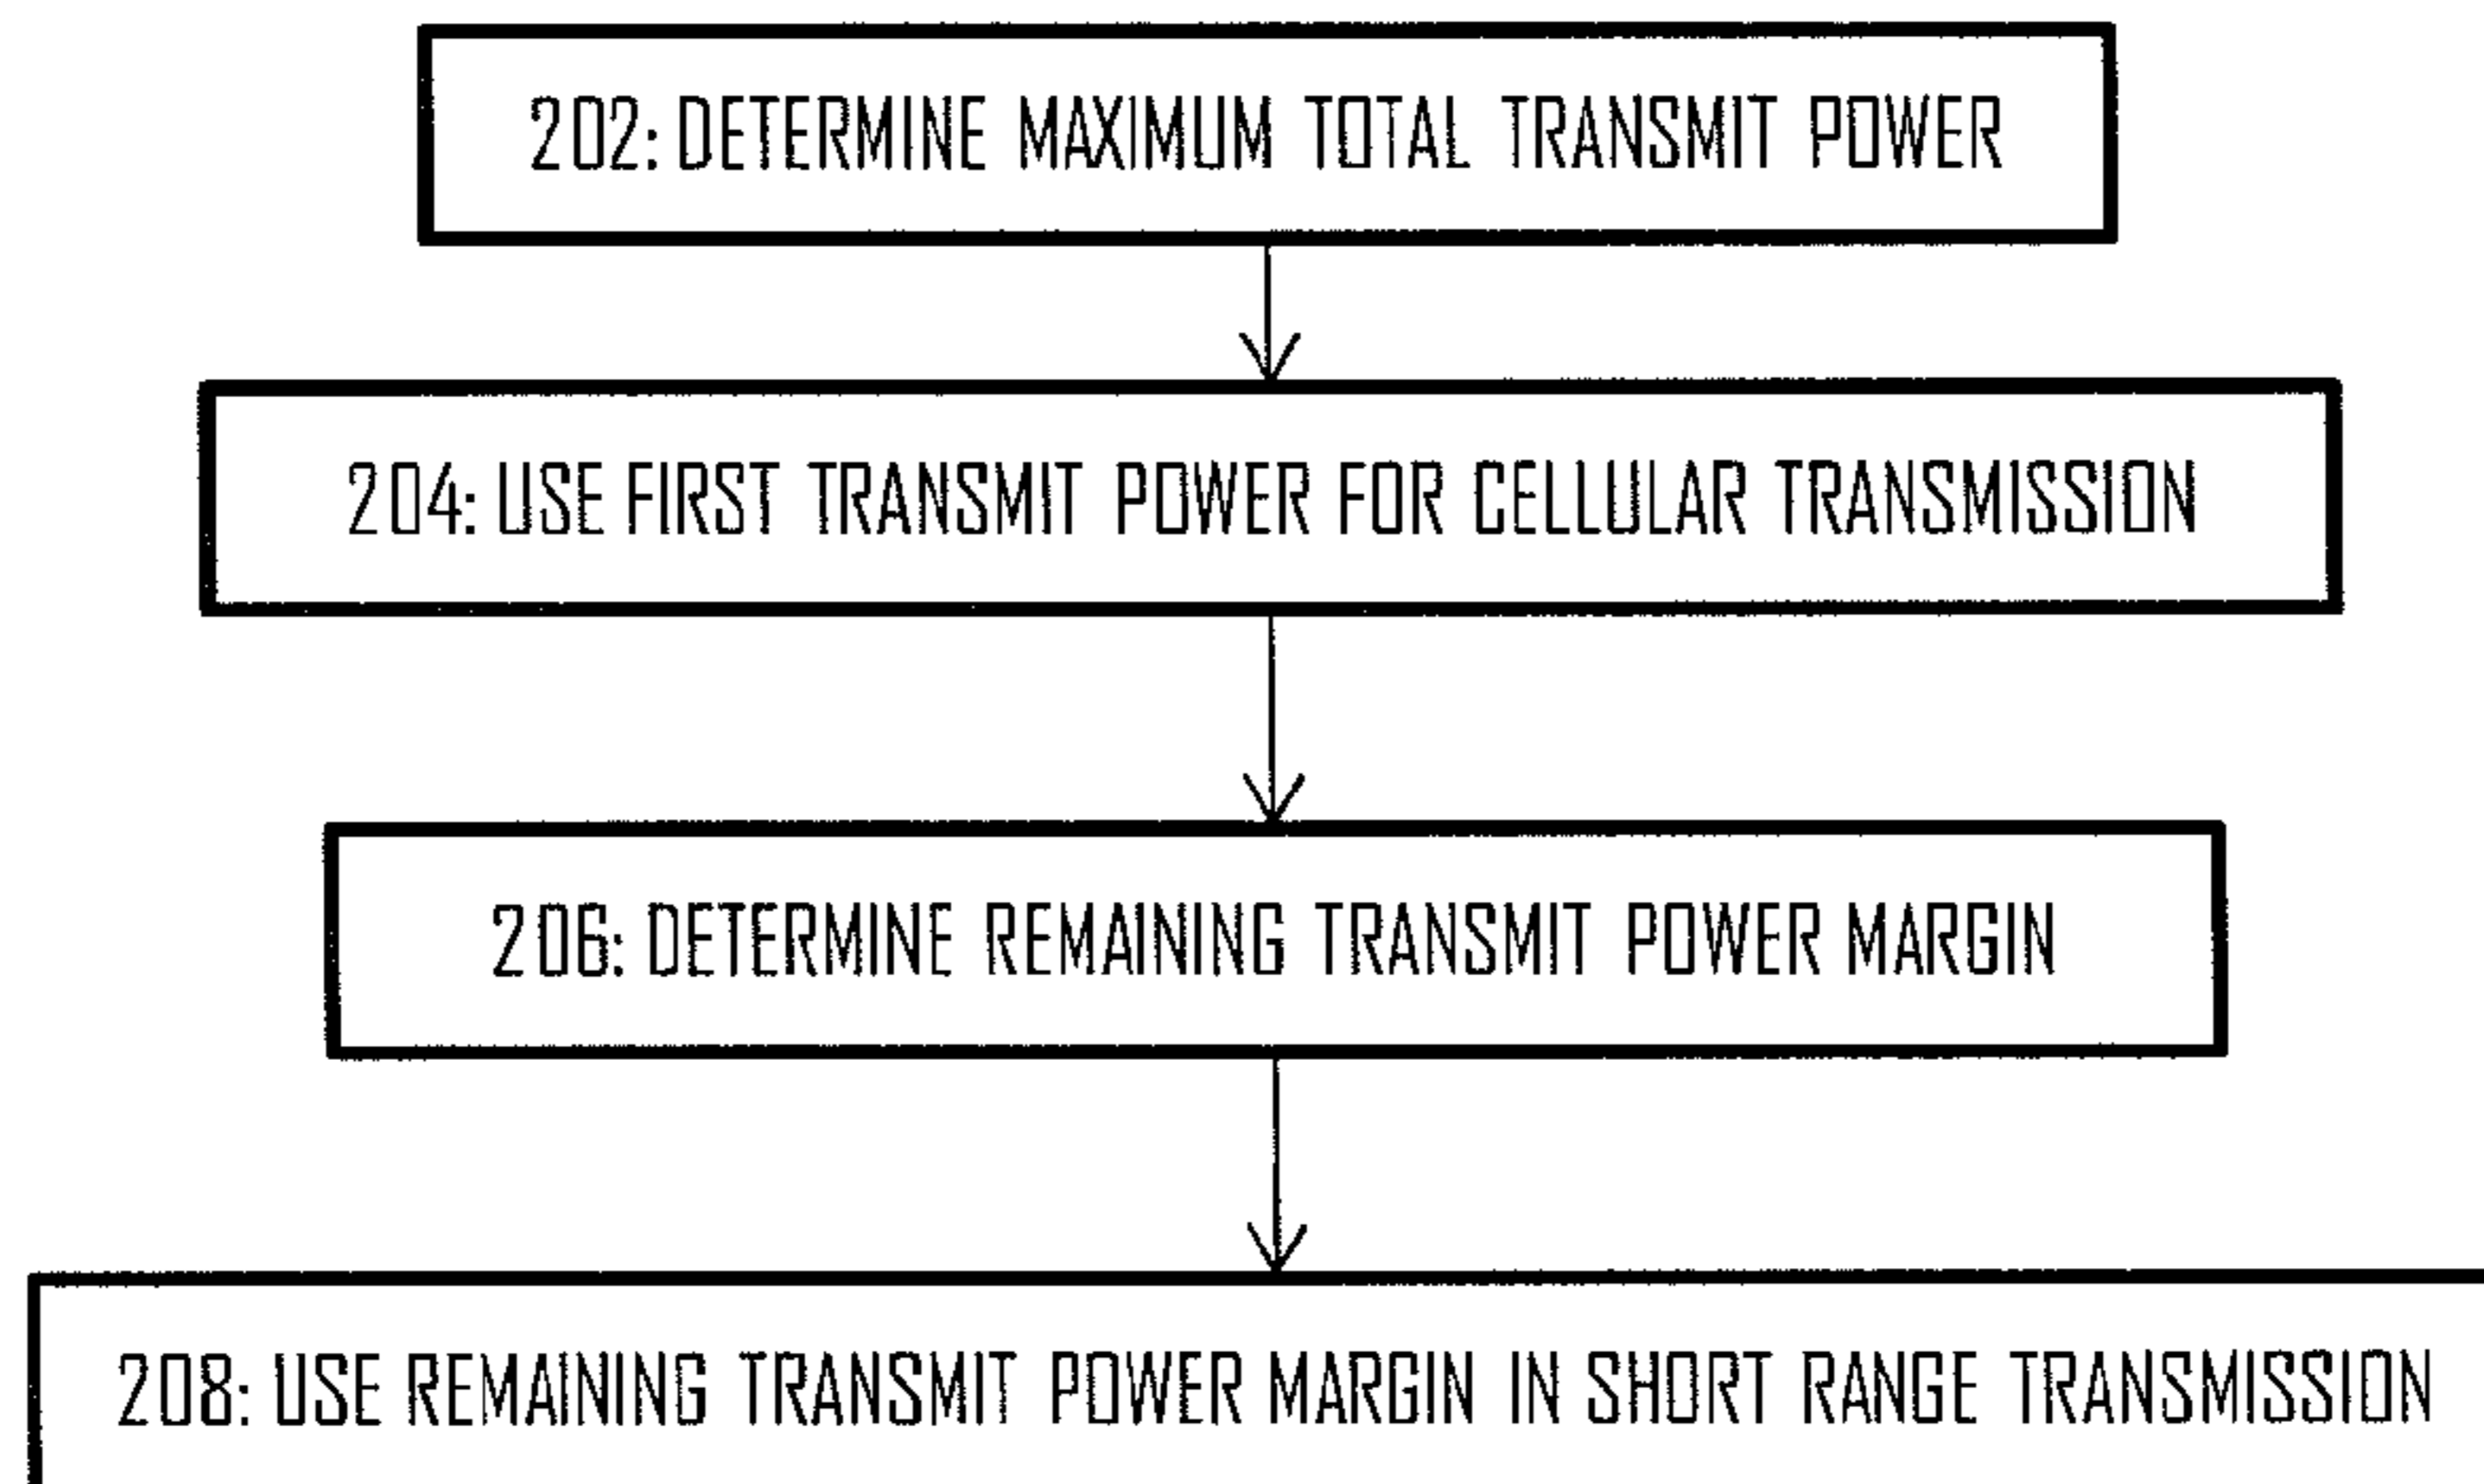 202: DETERMINE MAXIMUM TOTAL TRANSMIT POWER
204: USE FIRST TRANSMIT POWER FOR CELLULAR TRANSMISSION
206: DETERMINE REMAINING TRANSMIT POWER MARGIN
208: USE REMAINING TRANSMIT POWER MARGIN IN SHORT RANGE TRANSMISSION